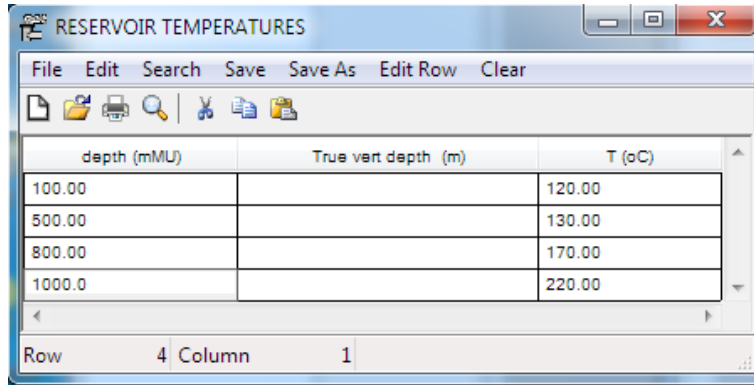 RESERVOIR TEMPERATURES
File Edit Search Save Save As Edit Row Clear
depth (mMU) True vert depth (m) T (oC)
100.00 120.00
500.00 130.00
800.00 170.00
1000.0 220.00
Row 4 Column 1